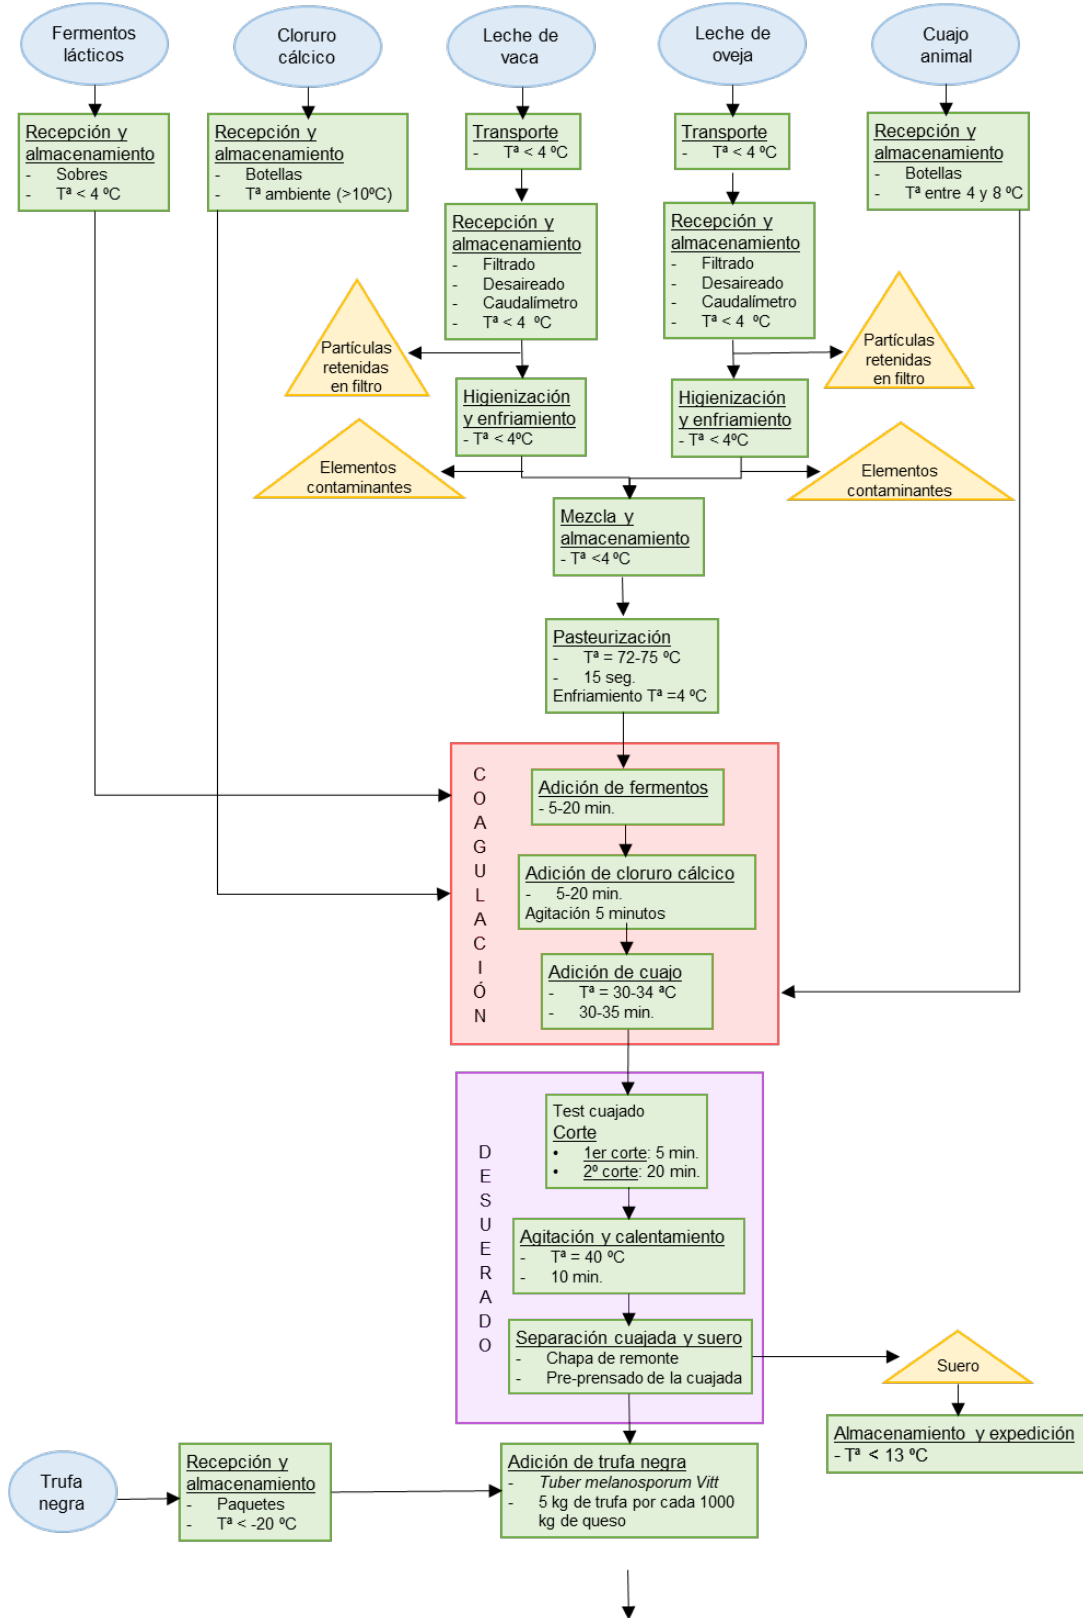 Fermentos
lácticos
Cloruro
cálcico
Leche de
vaca
Leche de
oveja
Cuajo
animal
Recepción y
almacenamiento
- Sobres
- Tª < 4 ºC
Recepción y
almacenamiento
- Botellas
- Tª ambiente (>10ºC)
Transporte
- Tª < 4 ºC
Transporte
- Tª < 4 ºC
Recepción y
almacenamiento
- Botellas
- Tª entre 4 y 8 ºC
Recepción y
almacenamiento
- Filtrado
- Desaireado
- Caudalímetro
- Tª < 4 ºC
Recepción y
almacenamiento
- Filtrado
- Desaireado
- Caudalímetro
- Tª < 4 ºC
Partículas
retenidas
en filtro
Partículas
retenidas
en filtro
Higienización
y enfriamiento
- Tª < 4ºC
Higienización
y enfriamiento
- Tª < 4ºC
Elementos
contaminantes
Elementos
contaminantes
Mezcla y
almacenamiento
- Tª <4 ºC
Pasteurización
- Tª = 72-75 ºC
- 15 seg.
Enfriamiento Tª =4 ºC
COAGULACIÓN
Adición de fermentos
- 5-20 min.
Adición de cloruro cálcico
- 5-20 min.
Agitación 5 minutos
Adición de cuajo
- Tª = 30-34 ªC
- 30-35 min.
DESUERADO
Test cuajado
Corte
• 1er corte: 5 min.
• 2º corte: 20 min.
Agitación y calentamiento
- Tª = 40 ºC
- 10 min.
Separación cuajada y suero
- Chapa de remonte
- Pre-prensado de la cuajada
Suero
Almacenamiento y expedición
- Tª < 13 ºC
Trufa
negra
Recepción y
almacenamiento
- Paquetes
- Tª < -20 ºC
Adición de trufa negra
- Tuber melanosporum Vitt
- 5 kg de trufa por cada 1000
kg de queso